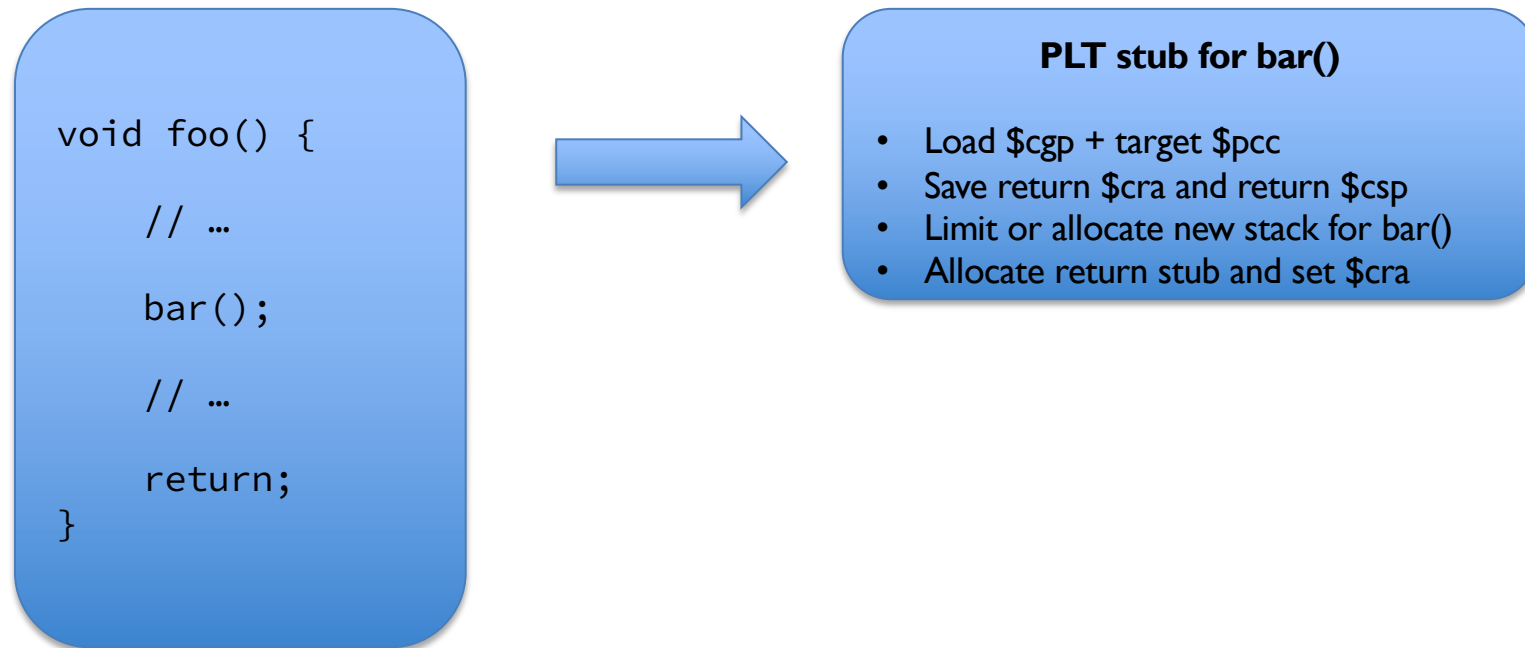 void foo() {
// …
bar();
// …
return;
}
PLT stub for bar()
• Load $cgp + target $pcc
• Save return $cra and return $csp
• Limit or allocate new stack for bar()
• Allocate return stub and set $cra